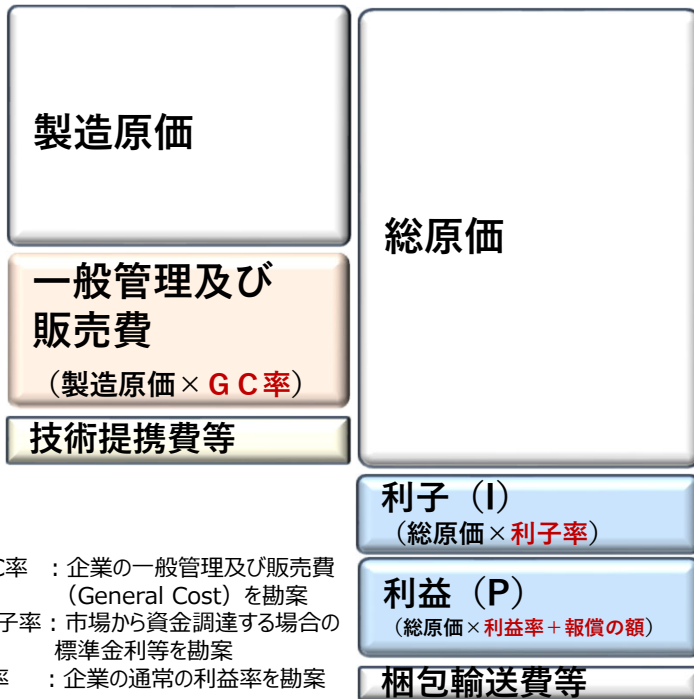 製造原価
一般管理及び
販売費
（製造原価×ＧＣ率）
技術提携費等
総原価
利子（I）
（総原価×利子率）
利益（P）
（総原価×利益率＋報償の額）
梱包輸送費等
C率　：企業の一般管理及び販売費
（General Cost）を勘案
子率：市場から資金調達する場合の
標準金利等を勘案
率　：企業の通常の利益率を勘案